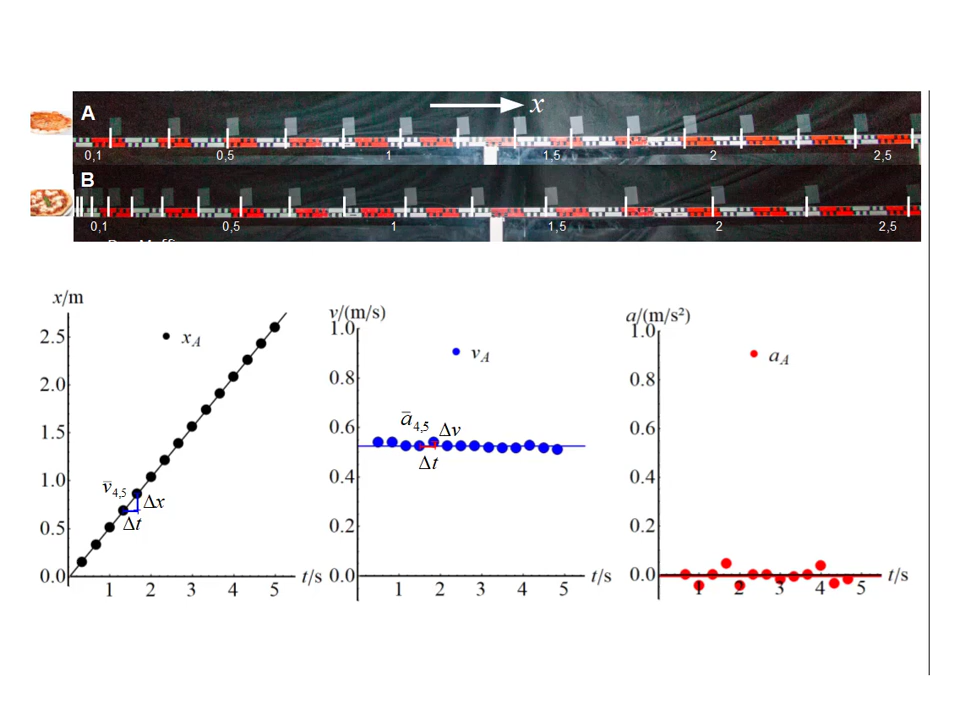 A
x
0,1 0,5 1 1,5 2 2,5
B
0,1 0,5 1 1,5 2 2,5
x/m
2.5
2.0
1.5
1.0
0.5
0.0
x_A
v̄_4,5
Δx
Δt
1 2 3 4 5
t/s
v/(m/s)
1.0
0.8
0.6
0.4
0.2
0.0
v_A
ā_4,5
Δv
Δt
1 2 3 4 5
t/s
a/(m/s²)
1.0
0.8
0.6
0.4
0.2
0.0
a_A
1 2 3 4 5
t/s